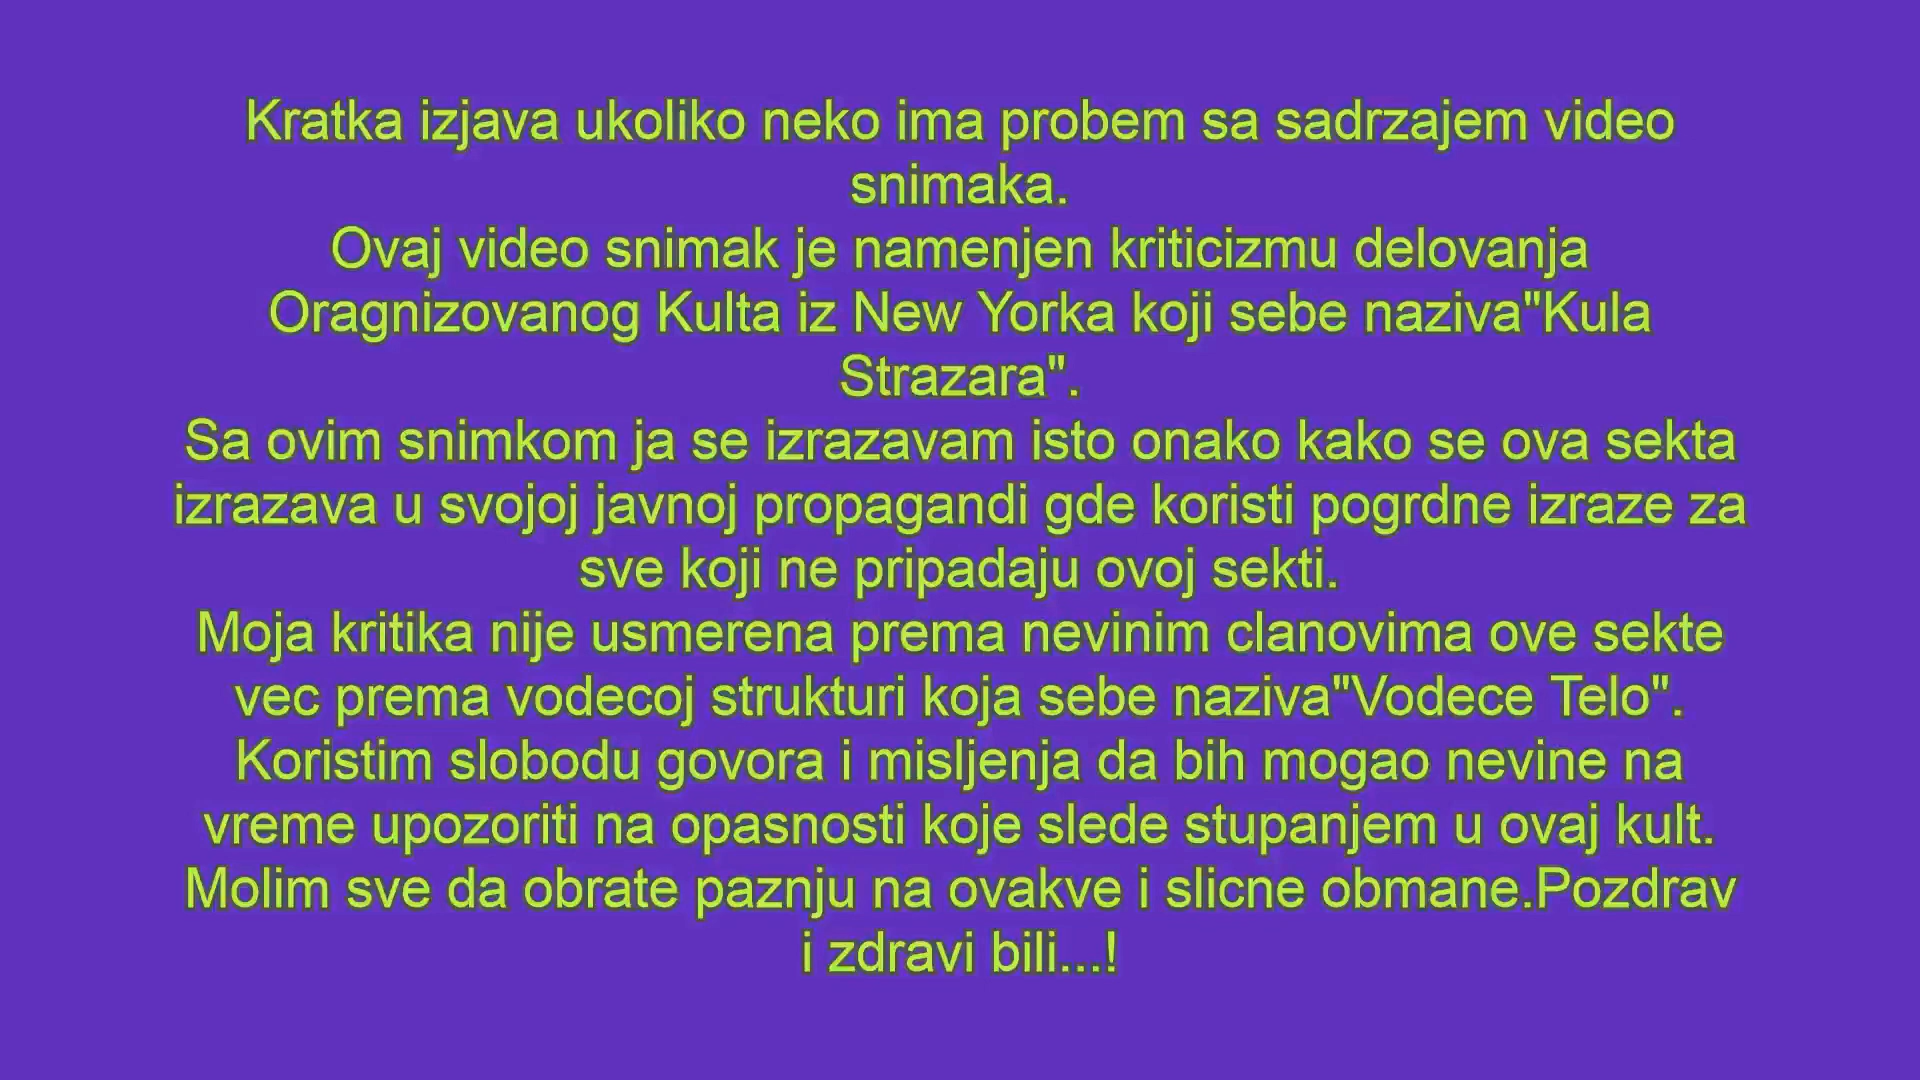 Kratka izjava ukoliko neko ima probem sa sadrzajem video
snimaka.
Ovaj video snimak je namenjen kriticizmu delovanja
Oragnizovanog Kulta iz New Yorka koji sebe naziva"Kula
Strazara".
Sa ovim snimkom ja se izrazavam isto onako kako se ova sekta
izrazava u svojoj javnoj propagandi gde koristi pogrdne izraze za
sve koji ne pripadaju ovoj sekti.
Moja kritika nije usmerena prema nevinim clanovima ove sekte
vec prema vodecoj strukturi koja sebe naziva"Vodece Telo".
Koristim slobodu govora i misljenja da bih mogao nevine na
vreme upozoriti na opasnosti koje slede stupanjem u ovaj kult.
Molim sve da obrate paznju na ovakve i slicne obmane.Pozdrav
i zdravi bili...!